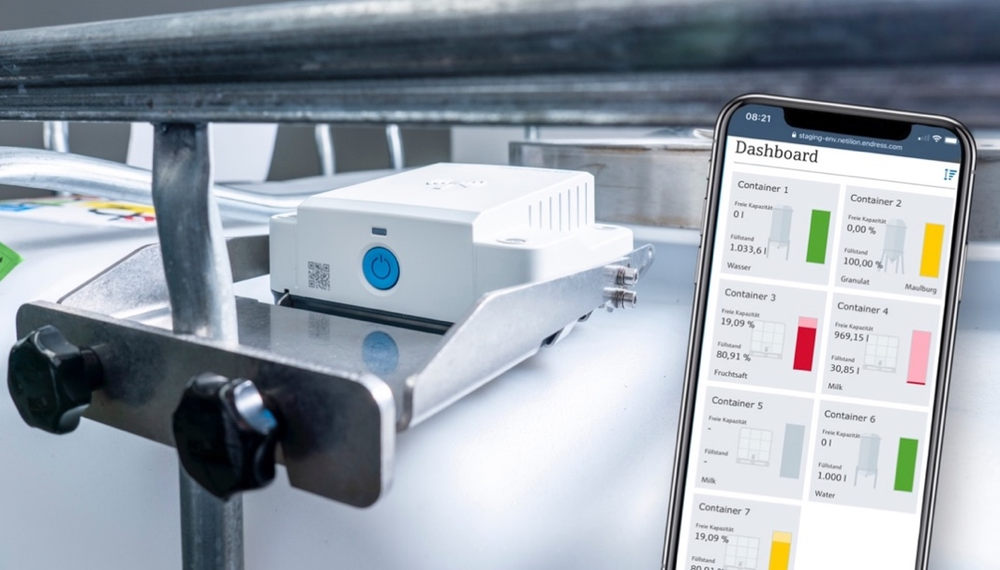 08:21
staging-env.netilion.endress.com
Dashboard
Container 1
Freie Kapazität
0 l
Füllstand
1.033,6 l
Wasser
Container 2
Freie Kapazität
0,00 %
Füllstand
100,00 %
Granulat
Maulburg
Container 3
Freie Kapazität
19,09 %
Füllstand
80,91 %
Fruchtsaft
Container 4
Freie Kapazität
969,15 l
Füllstand
30,85 l
Milk
Container 5
Freie Kapazität
-
Füllstand
-
Milk
Container 6
Freie Kapazität
0 l
Füllstand
1.000 l
Water
Container 7
Freie Kapazität
19,09 %
Füllstand
80,91 %